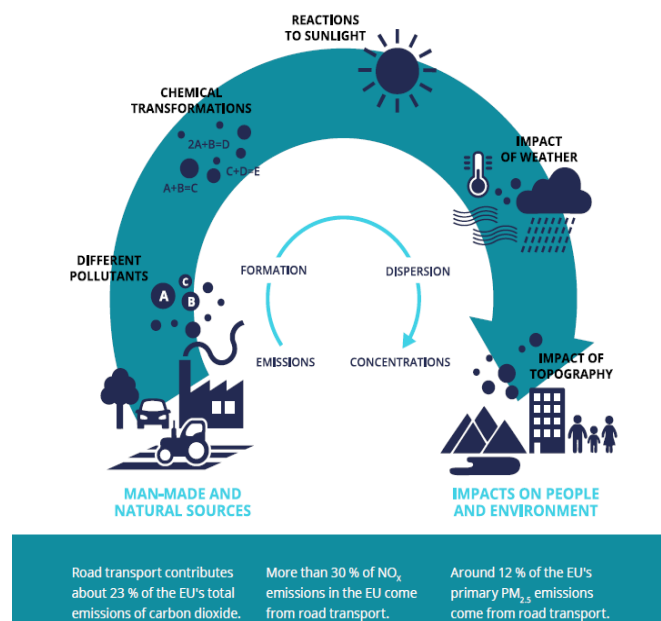 REACTIONS
TO SUNLIGHT
CHEMICAL
TRANSFORMATIONS
2A+B=D
C+D=E
A+B=C
IMPACT
OF WEATHER
DIFFERENT
POLLUTANTS
A
C
B
FORMATION
DISPERSION
EMISSIONS
CONCENTRATIONS
IMPACT OF
TOPOGRAPHY
MAN-MADE AND
NATURAL SOURCES
IMPACTS ON PEOPLE
AND ENVIRONMENT
Road transport contributes
about 23 % of the EU's total
emissions of carbon dioxide.
More than 30 % of NOₓ
emissions in the EU come
from road transport.
Around 12 % of the EU's
primary PM₂.₅ emissions
come from road transport.